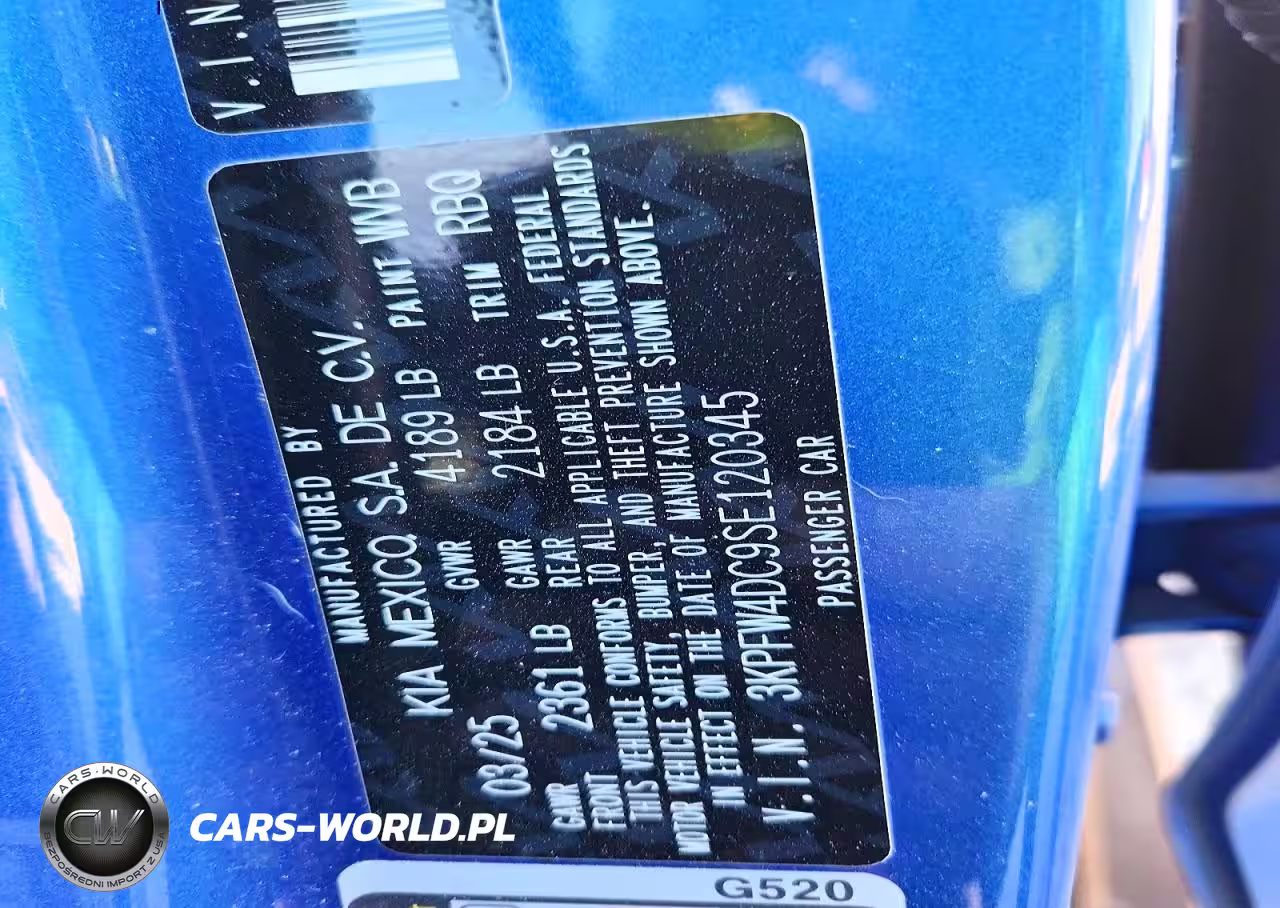 V.I.N
MANUFACTURED BY
KIA MEXICO, S.A. DE C.V.
03/25 GVWR 4189 LB PAINT WVB
GAWR FRONT 2361 LB GAWR REAR 2184 LB TRIM RBQ
THIS VEHICLE CONFORMS TO ALL APPLICABLE U.S.A. FEDERAL
MOTOR VEHICLE SAFETY, BUMPER, AND THEFT PREVENTION STANDARDS
IN EFFECT ON THE DATE OF MANUFACTURE SHOWN ABOVE.
V.I.N. 3KPFW4DC9SE120345
PASSENGER CAR
G520
CARS-WORLD
CW
BEZPOŚREDNI IMPORT Z USA
CARS-WORLD.PL